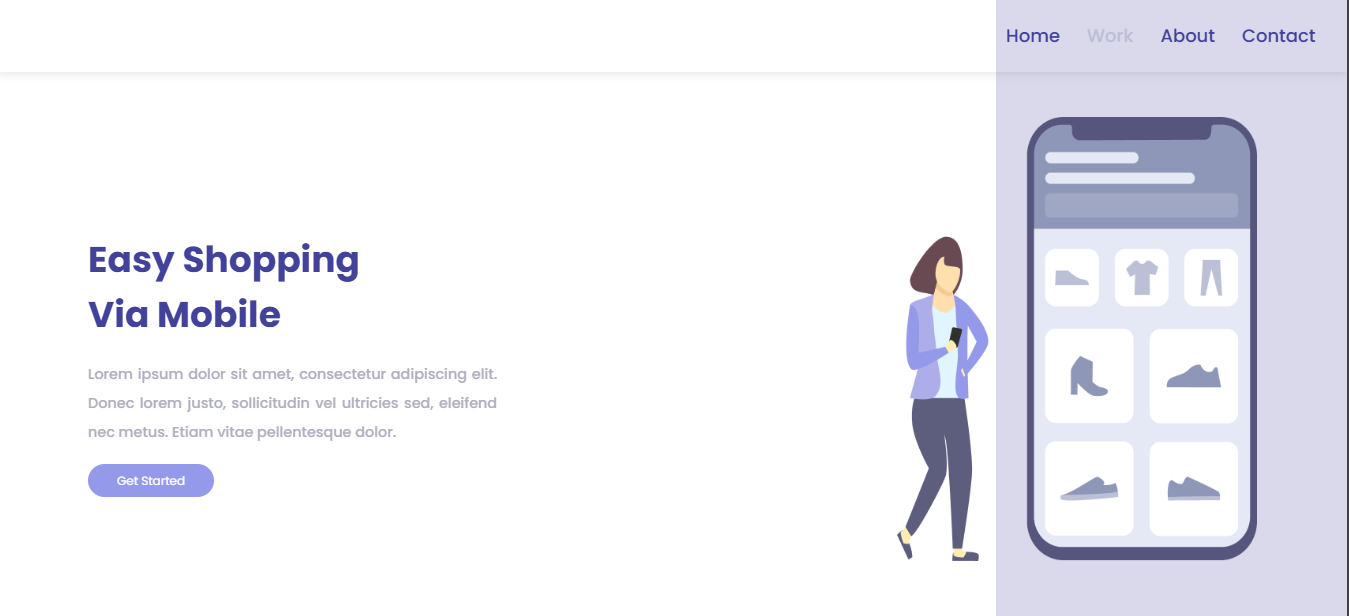 Home Work About Contact
Easy Shopping
Via Mobile
Lorem ipsum dolor sit amet, consectetur adipiscing elit.
Donec lorem justo, sollicitudin vel ultricies sed, eleifend
nec metus. Etiam vitae pellentesque dolor.
Get Started